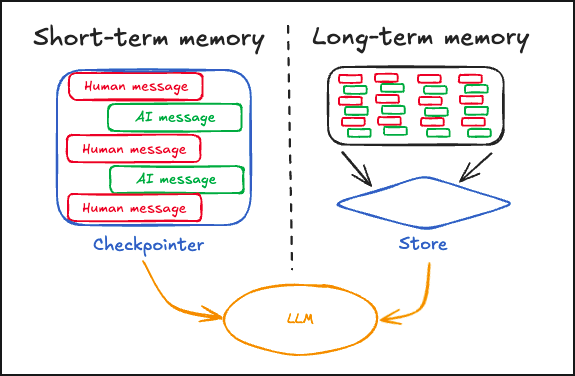 Short-term memory
Long-term memory
Human message
AI message
Human message
AI message
Human message
Checkpointer
Store
LLM